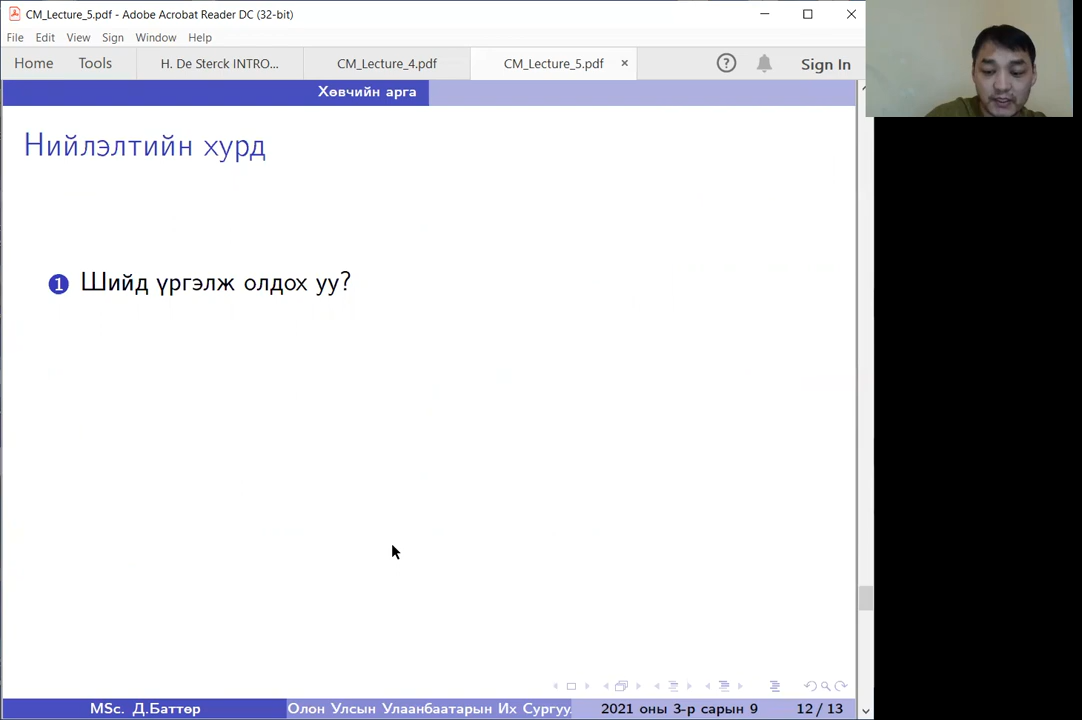 CM_Lecture_5.pdf - Adobe Acrobat Reader DC (32-bit)
File Edit View Sign Window Help
Home Tools H. De Sterck INTRO... CM_Lecture_4.pdf CM_Lecture_5.pdf × ? Sign In
Хөвчийн арга
Нийлэлтийн хурд
1 Шийд үргэлж олдох уу?
MSc. Д.Баттөр Олон Улсын Улаанбаатарын Их Сургуу. 2021 оны 3-р сарын 9 12 / 13